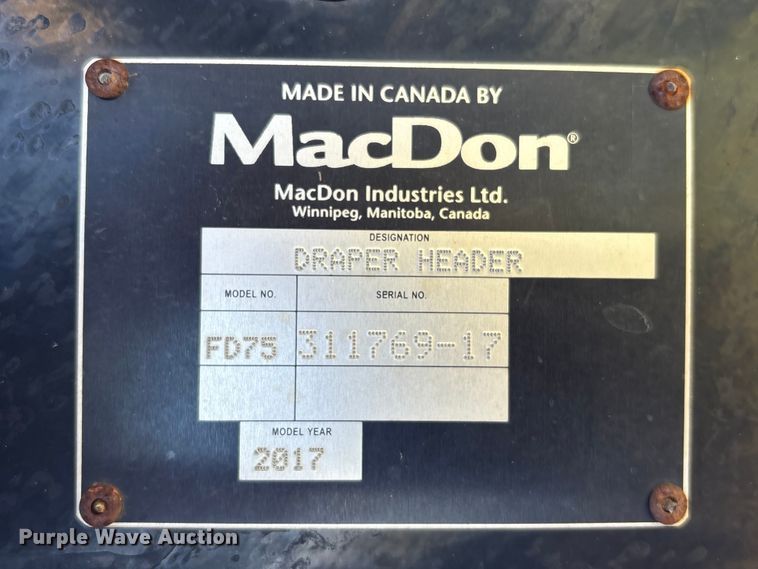 MADE IN CANADA BY
MacDon®
MacDon Industries Ltd.
Winnipeg, Manitoba, Canada
DESIGNATION
DRAPER HEADER
MODEL NO. SERIAL NO.
FD75 311769-17
MODEL YEAR
2017
Purple Wave Auction